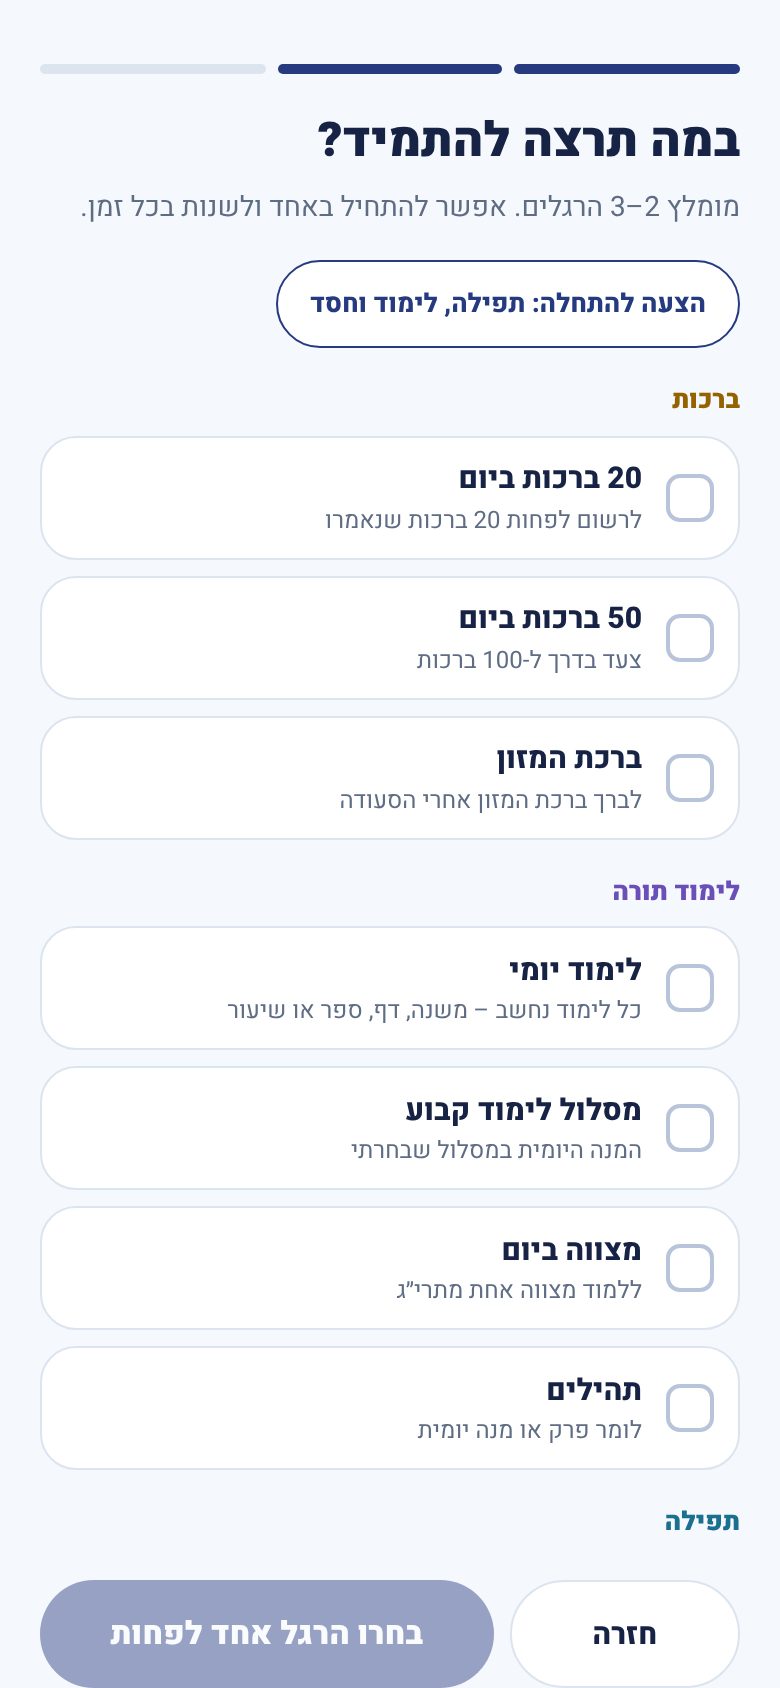 במה תרצה להתמיד?
מומלץ 2–3 הרגלים. אפשר להתחיל באחד ולשנות בכל זמן.
הצעה להתחלה: תפילה, לימוד וחסד
ברכות
20 ברכות ביום
לרשום לפחות 20 ברכות שנאמרו
50 ברכות ביום
צעד בדרך ל-100 ברכות
ברכת המזון
לברך ברכת המזון אחרי הסעודה
לימוד תורה
לימוד יומי
כל לימוד נחשב – משנה, דף, ספר או שיעור
מסלול לימוד קבוע
המנה היומית במסלול שבחרתי
מצווה ביום
ללמוד מצווה אחת מתרי״ג
תהילים
לומר פרק או מנה יומית
תפילה
חזרה
בחרו הרגל אחד לפחות